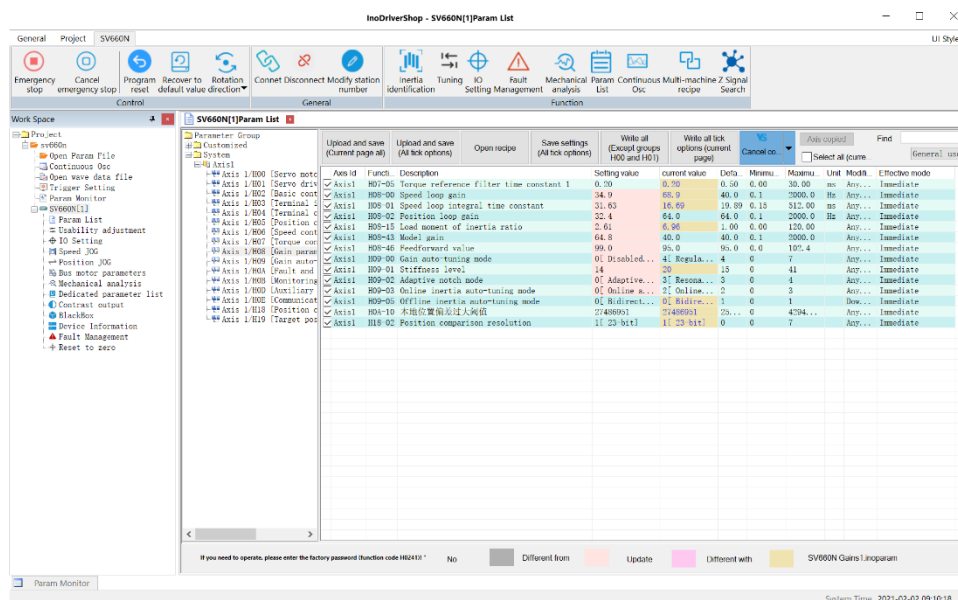 InoDriverShop - SV660N[1]Param List
General Project SV660N UI Style
Emergency stop
Cancel emergency stop
Program reset
Recover to default value
Rotation direction
Connet
Disconnect
Modify station number
Inertia identification
Tuning
IO Setting
Fault Management
Mechanical analysis
Param List
Continuous Osc
Multi-machine recipe
Z Signal Search
Control General Function
Work Space
Project
sv660n
Open Param File
Continuous Osc
Open wave data file
Trigger Setting
Param Monitor
SV660N[1]
Param List
Usability adjustment
IO Setting
Speed JOG
Position JOG
Bus motor parameters
Mechanical analysis
Dedicated parameter list
Contrast output
BlackBox
Device Information
Fault Management
Reset to zero
SV660N[1]Param List
Parameter Group
Customized
System
Axis1
Axis 1/H00 [Servo moto
Axis 1/H01 [Servo driv
Axis 1/H02 [Basic cont
Axis 1/H03 [Terminal i
Axis 1/H04 [Terminal o
Axis 1/H05 [Position c
Axis 1/H06 [Speed cont
Axis 1/H07 [Torque con
Axis 1/H08 [Gain param
Axis 1/H09 [Gain auto-
Axis 1/H0A [Fault and
Axis 1/H0B [Monitoring
Axis 1/H0D [Auxiliary
Axis 1/H0E [Communicat
Axis 1/H18 [Position c
Axis 1/H19 [Target pos
Upload and save (Current page all)
Upload and save (All tick options)
Open recipe
Save settings (All tick options)
Write all (Except groups H00 and H01)
Write all tick options (current page)
Cancel co...
Axis copied
Select all (curre...
Find
General use
Axis Id Functi... Description Setting value current value Defa... Minimu... Maximu... Unit Modifi... Effective mode
Axis1 H07-05 Torque reference filter time constant 1 0.20 0.20 0.50 0.00 30.00 ms Any... Immediate
Axis1 H08-00 Speed loop gain 34.9 68.9 40.0 0.1 2000.0 Hz Any... Immediate
Axis1 H08-01 Speed loop integral time constant 31.63 16.69 19.89 0.15 512.00 ms Any... Immediate
Axis1 H08-02 Position loop gain 32.4 64.0 64.0 0.1 2000.0 Hz Any... Immediate
Axis1 H08-15 Load moment of inertia ratio 2.61 6.96 1.00 0.00 120.00 Any... Immediate
Axis1 H08-43 Model gain 64.8 40.0 40.0 0.1 2000.0 Any... Immediate
Axis1 H08-46 Feedforward value 99.0 95.0 95.0 0.0 102.4 Any... Immediate
Axis1 H09-00 Gain auto-tuning mode 0[ Disabled... 4[ Regula... 4 0 7 Any... Immediate
Axis1 H09-01 Stiffness level 14 20 15 0 41 Any... Immediate
Axis1 H09-02 Adaptive notch mode 0[ Adaptive... 3[ Resona... 3 0 4 Any... Immediate
Axis1 H09-03 Online inertia auto-tuning mode 0[ Online a... 2[ Online... 2 0 3 Any... Immediate
Axis1 H09-05 Offline inertia auto-tuning mode 0[ Bidirect... 0[ Bidire... 1 0 1 Dow... Immediate
Axis1 H0A-10 本地位置偏差过大阈值 27486951 27486951 25... 0 4294... Any... Immediate
Axis1 H18-02 Position comparison resolution 1[ 23-bit] 1[ 23-bit] 0 0 7 Any... Immediate
If you need to operate, please enter the factory password (function code H0241)! " No Different from Update Different with SV660N Gains1.inoparam
Param Monitor
System Time 2021-02-02 09:10:18